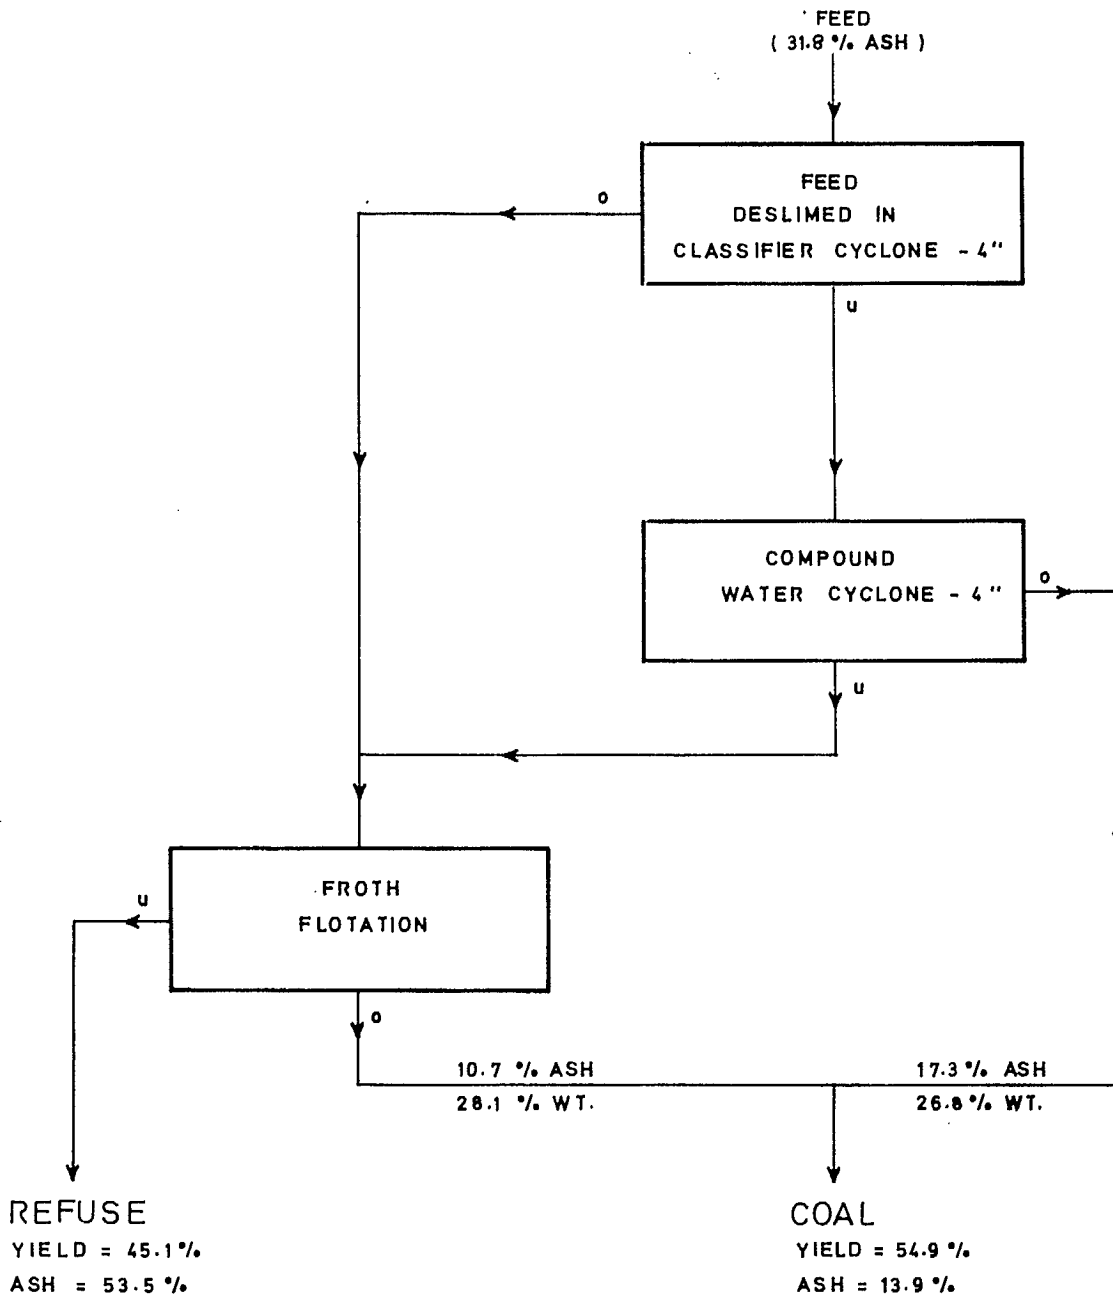 FEED
( 31.8 % ASH )
FEED
DESLIMED IN
CLASSIFIER CYCLONE - 4"
o
u
COMPOUND
WATER CYCLONE - 4"
o
u
FROTH
FLOTATION
u
o
10.7 % ASH
28.1 % WT.
17.3 % ASH
26.8 % WT.
REFUSE
YIELD = 45.1 %
ASH = 53.5 %
COAL
YIELD = 54.9 %
ASH = 13.9 %